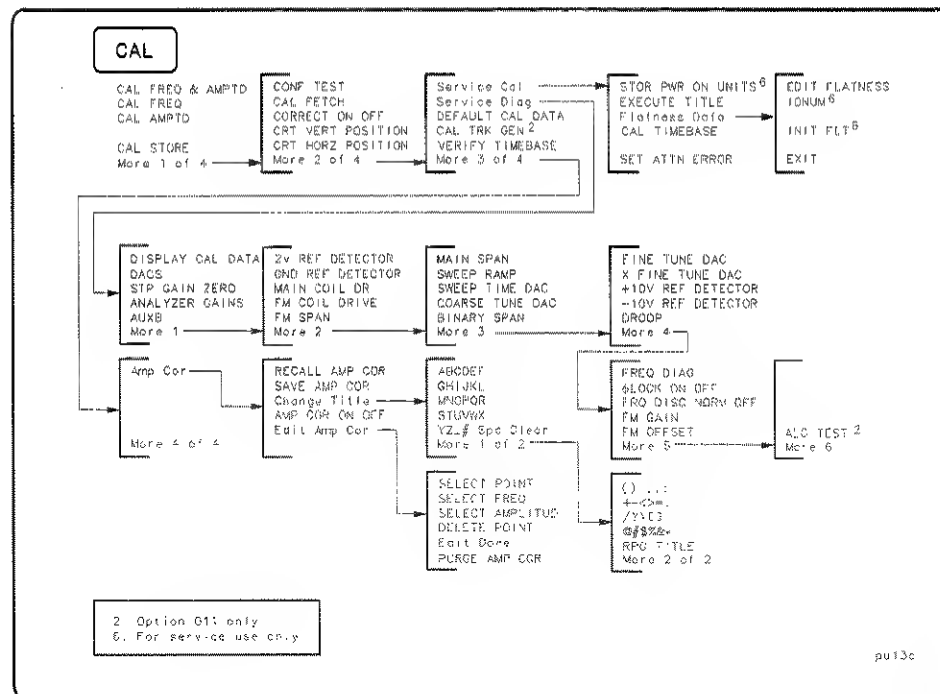 CAL
CAL FREQ & AMPTD
CAL FREQ
CAL AMPTD
CAL STORE
More 1 of 4
CONF TEST
CAL FETCH
CORRECT ON OFF
CRT VERT POSITION
CRT HORZ POSITION
More 2 of 4
Service Cal
Service Diag
DEFAULT CAL DATA
CAL TRK GEN 2
VERIFY TIMEBASE
More 3 of 4
STOR PWR ON UNITS 6
EXECUTE TITLE
Flatness Data
CAL TIMEBASE
SET ATTN ERROR
EDIT FLATNESS
IDNUM 6
INIT FLT 6
EXIT
DISPLAY CAL DATA
DACS
STP GAIN ZERO
ANALYZER GAINS
AUXB
More 1
2v REF DETECTOR
GND REF DETECTOR
MAIN COIL DR
FM COIL DRIVE
FM SPAN
More 2
MAIN SPAN
SWEEP RAMP
SWEEP TIME DAC
COARSE TUNE DAC
BINARY SPAN
More 3
FINE TUNE DAC
X FINE TUNE DAC
+10V REF DETECTOR
-10V REF DETECTOR
DROOP
More 4
Amp Cor
More 4 of 4
RECALL AMP COR
SAVE AMP COR
Change Title
AMP COR ON OFF
Edit Amp Cor
ABCDEF
GHIJKL
MNOPQR
STUVWX
YZ_# Spc Clear
More 1 of 2
FREQ DIAG
6LOCK ON OFF
FRQ DISC NORM OFF
FM GAIN
FM OFFSET
More 5
ALC TEST 2
More 6
SELECT POINT
SELECT FREQ
SELECT AMPLITUD
DELETE POINT
Edit Done
PURGE AMP COR
RPG TITLE
More 2 of 2
2 Option 011 only
6. For service use only
pu13c